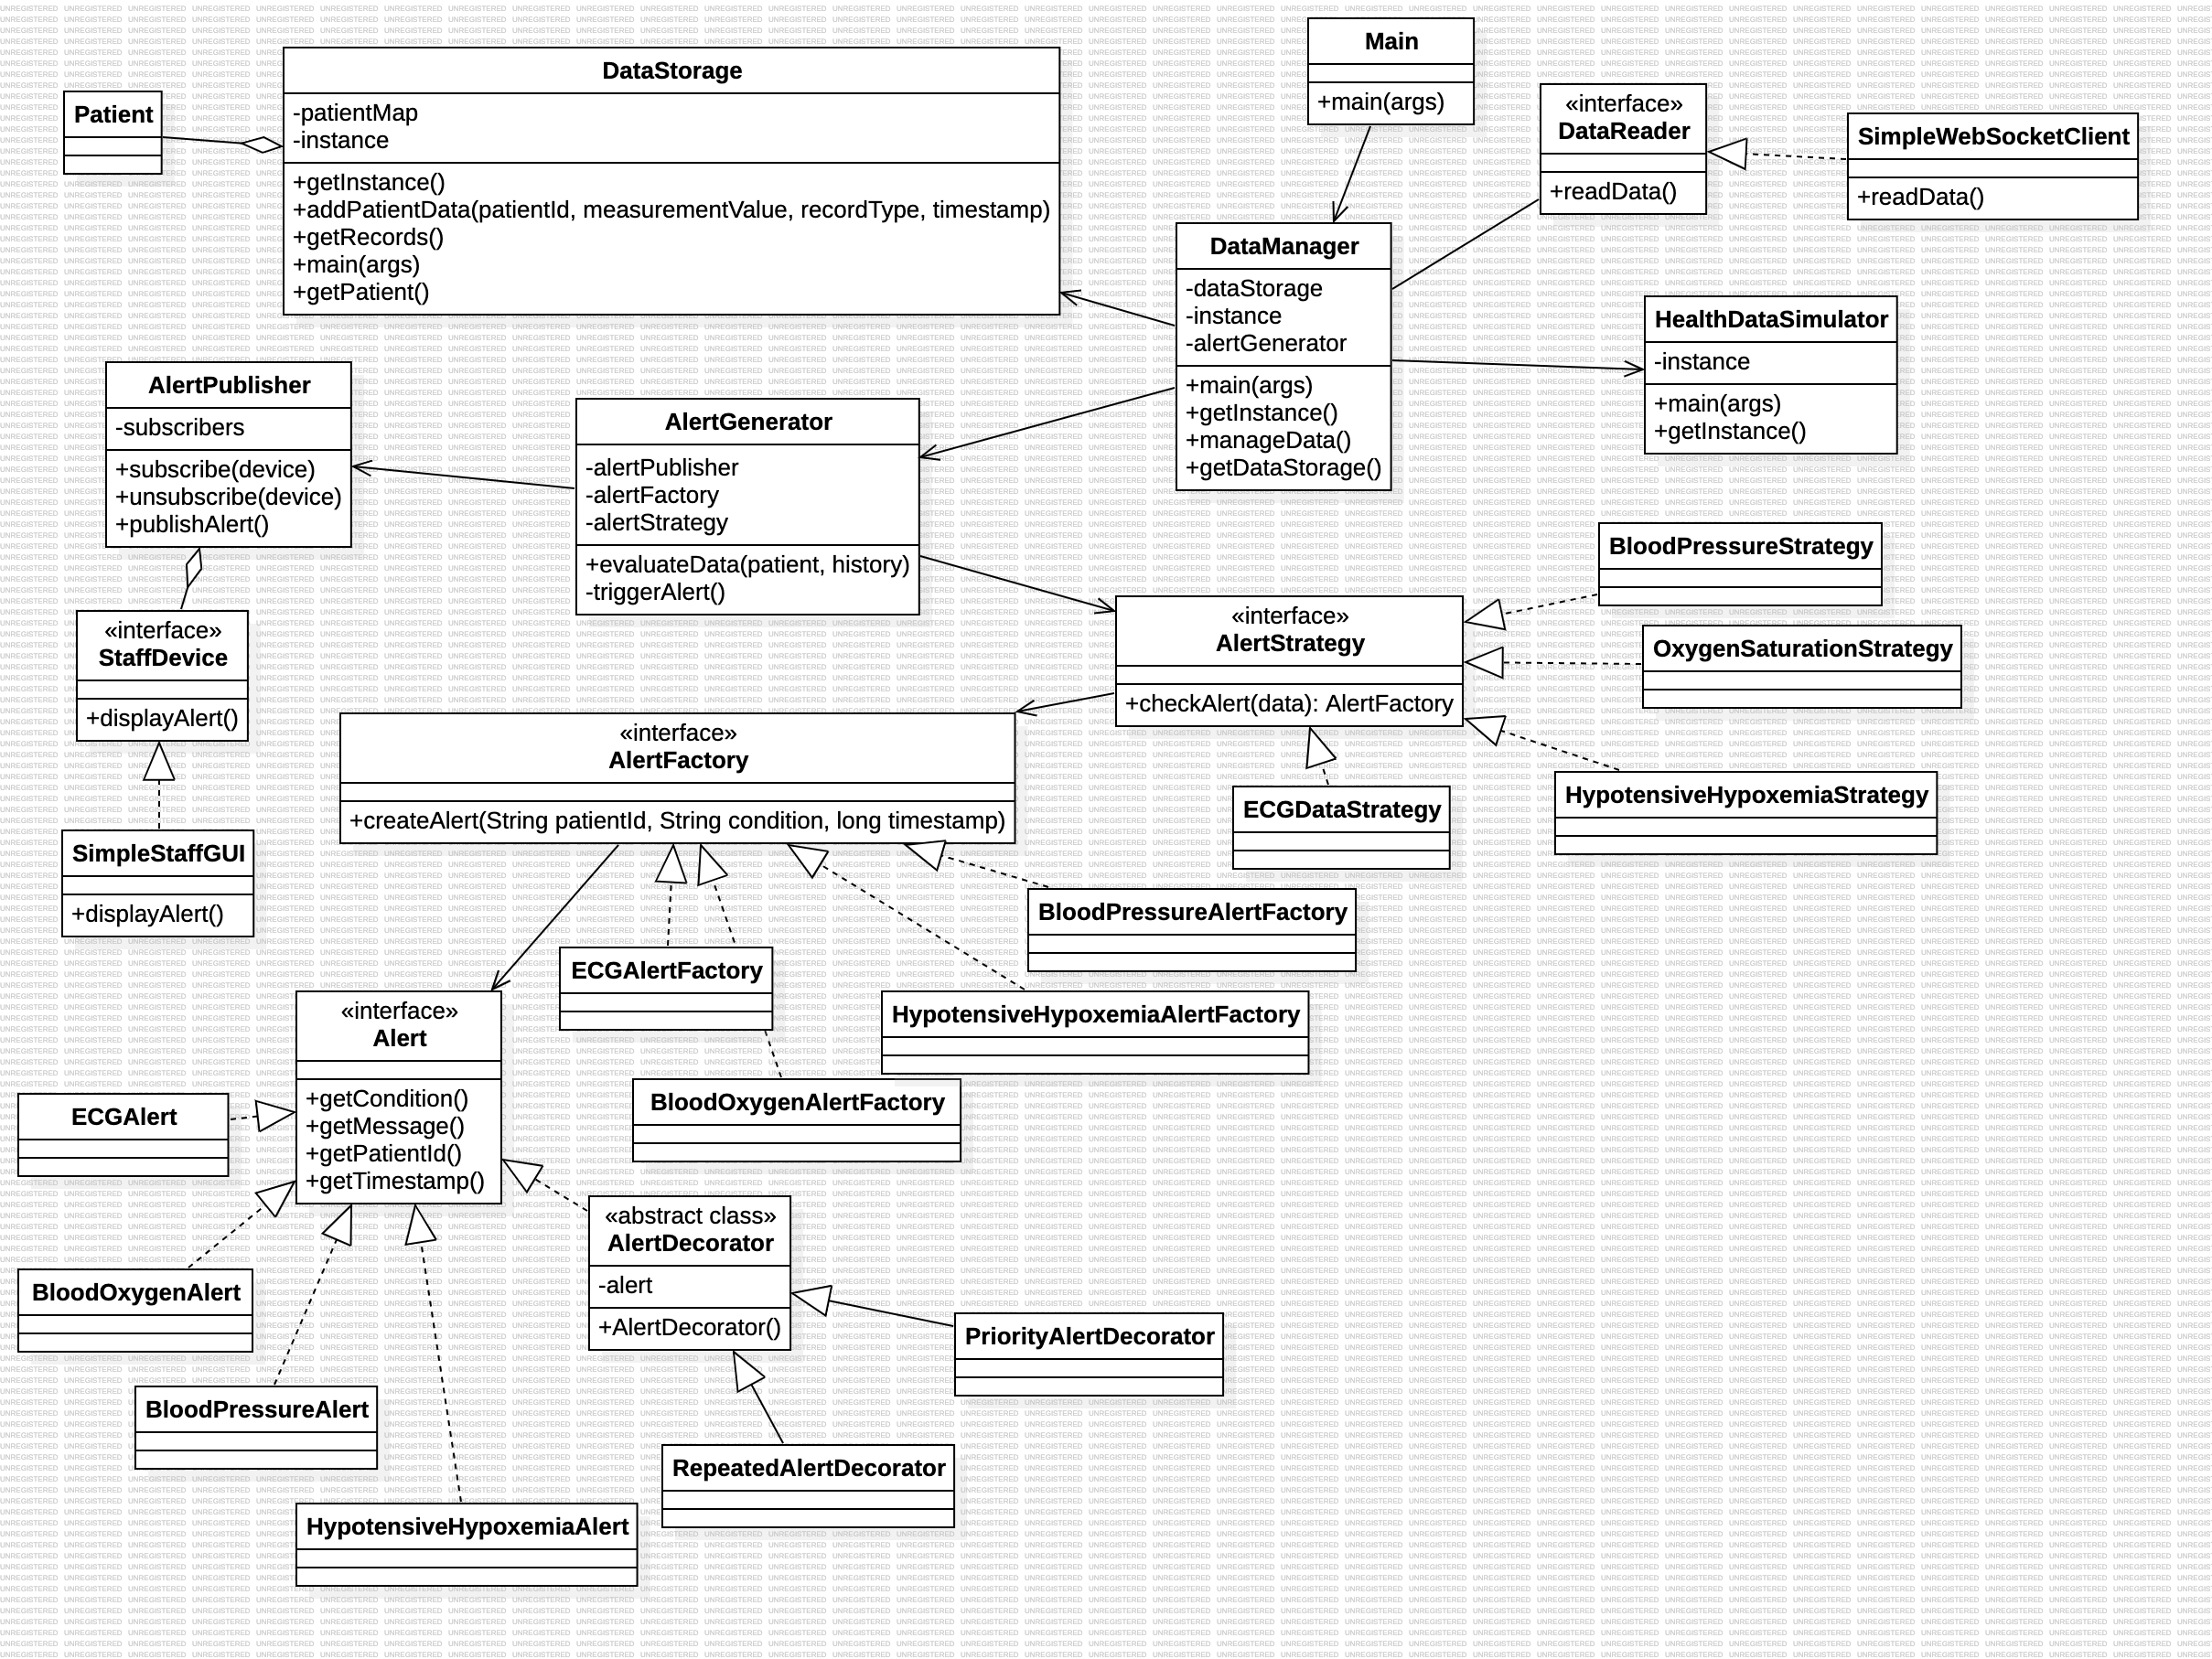 Main
+main(args)
DataStorage
-patientMap
-instance
+getInstance()
+addPatientData(patientId, measurementValue, recordType, timestamp)
+getRecords()
+main(args)
+getPatient()
Patient
«interface»
DataReader
+readData()
SimpleWebSocketClient
+readData()
DataManager
-dataStorage
-instance
-alertGenerator
+main(args)
+getInstance()
+manageData()
+getDataStorage()
HealthDataSimulator
-instance
+main(args)
+getInstance()
AlertPublisher
-subscribers
+subscribe(device)
+unsubscribe(device)
+publishAlert()
AlertGenerator
-alertPublisher
-alertFactory
-alertStrategy
+evaluateData(patient, history)
-triggerAlert()
BloodPressureStrategy
«interface»
StaffDevice
+displayAlert()
«interface»
AlertStrategy
+checkAlert(data): AlertFactory
OxygenSaturationStrategy
«interface»
AlertFactory
+createAlert(String patientId, String condition, long timestamp)
HypotensiveHypoxemiaStrategy
ECGDataStrategy
SimpleStaffGUI
+displayAlert()
BloodPressureAlertFactory
ECGAlertFactory
HypotensiveHypoxemiaAlertFactory
«interface»
Alert
+getCondition()
+getMessage()
+getPatientId()
+getTimestamp()
BloodOxygenAlertFactory
ECGAlert
«abstract class»
AlertDecorator
-alert
+AlertDecorator()
BloodOxygenAlert
PriorityAlertDecorator
BloodPressureAlert
RepeatedAlertDecorator
HypotensiveHypoxemiaAlert
UNREGISTERED